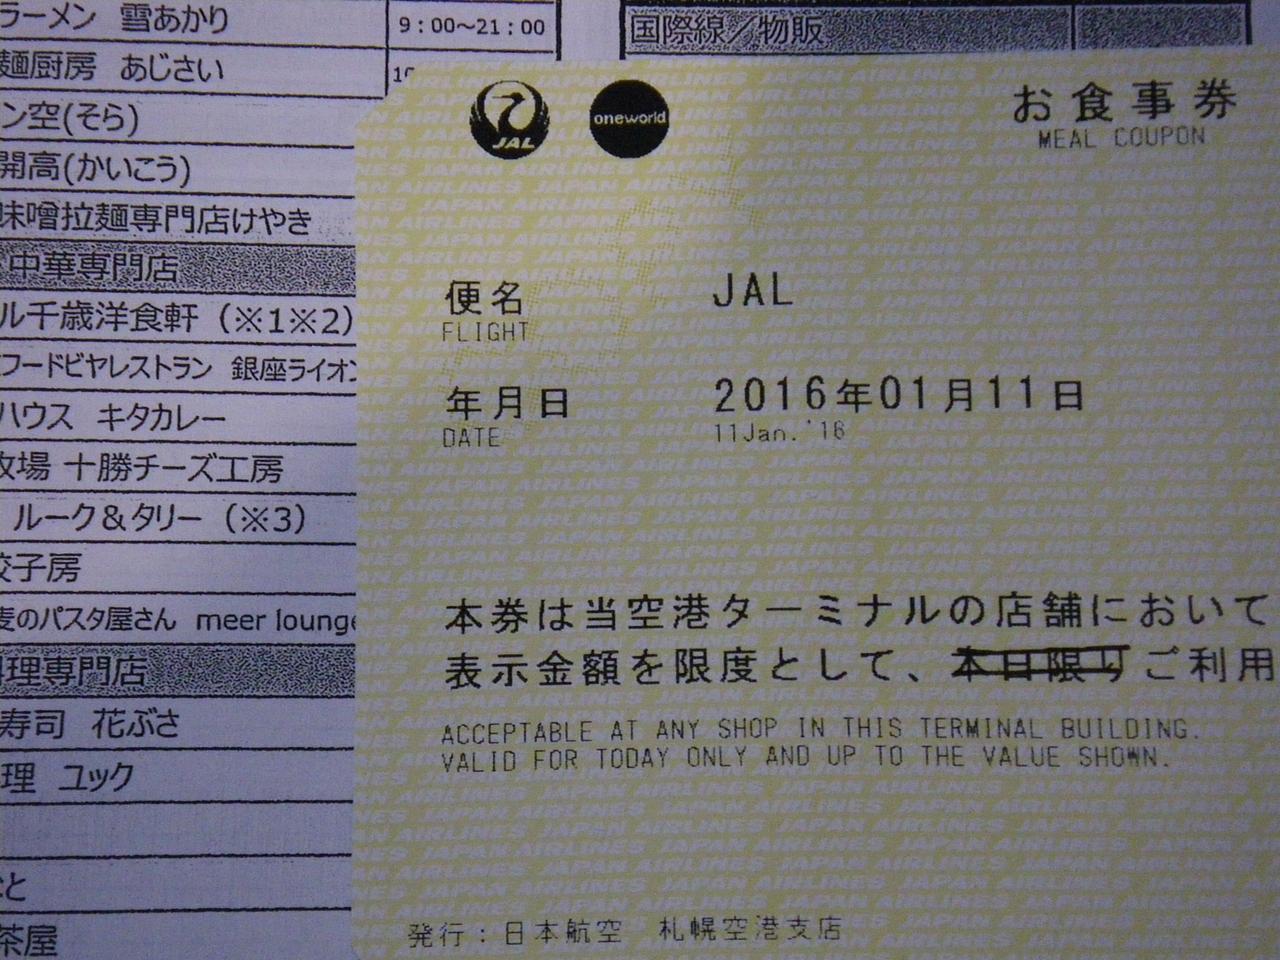 ラーメン 雪あかり
9:00～21:00
麺厨房 あじさい
ン空(そら)
開高(かいこう)
味噌拉麺専門店けやき
中華専門店
ル千歳洋食軒（※1※2）
フードビヤレストラン 銀座ライオン
ハウス キタカレー
牧場 十勝チーズ工房
ルーク＆タリー（※3）
餃子房
麦のパスタ屋さん meer lounge
料理専門店
寿司 花ぶさ
理 ユック
と
茶屋
国際線／物販
JAL
oneworld
お食事券
MEAL COUPON
便名 JAL
FLIGHT
年月日 2016年01月11日
DATE 11Jan.'16
本券は当空港ターミナルの店舗において
表示金額を限度として、本日限りご利用
ACCEPTABLE AT ANY SHOP IN THIS TERMINAL BUILDING.
VALID FOR TODAY ONLY AND UP TO THE VALUE SHOWN.
発行：日本航空 札幌空港支店